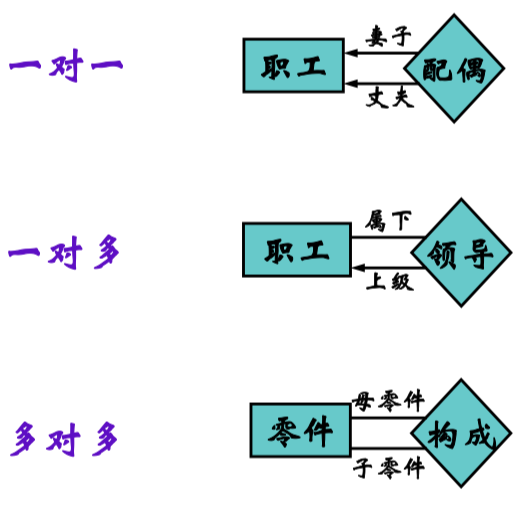 一对一
妻子
职工
配偶
丈夫
一对多
属下
职工
领导
上级
多对多
母零件
零件
构成
子零件